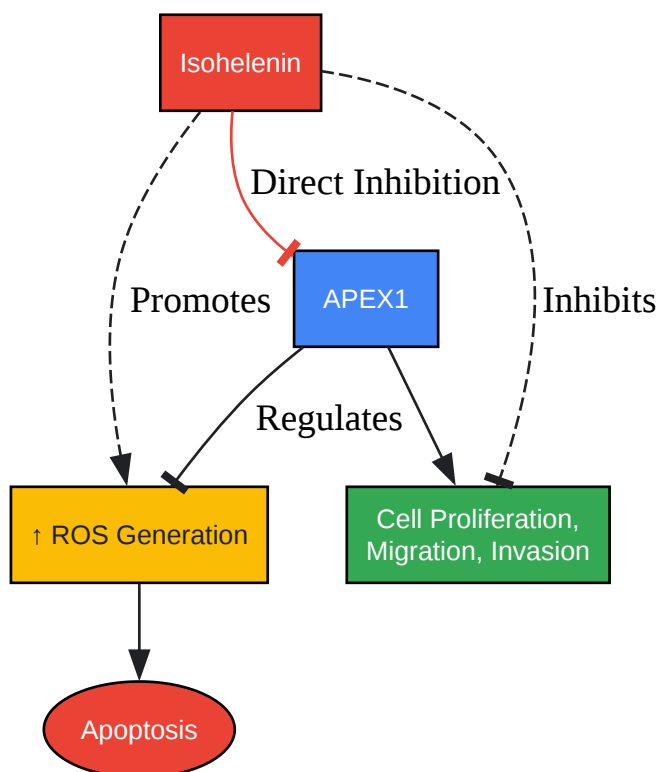 Isohelenin
Direct Inhibition
Promotes
APEX1
Inhibits
Regulates
↑ ROS Generation
Cell Proliferation,
Migration, Invasion
Apoptosis